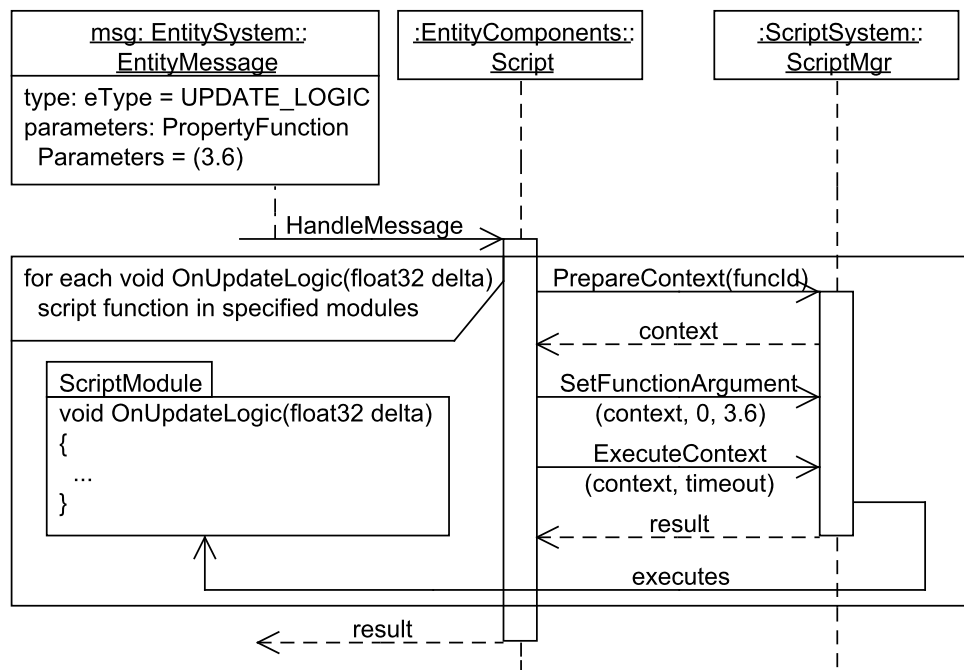 msg: EntitySystem::
EntityMessage
type: eType = UPDATE_LOGIC
parameters: PropertyFunction
Parameters = (3.6)
:EntityComponents::
Script
:ScriptSystem::
ScriptMgr
HandleMessage
for each void OnUpdateLogic(float32 delta)
script function in specified modules
PrepareContext(funcId)
context
ScriptModule
void OnUpdateLogic(float32 delta)
{
...
}
SetFunctionArgument
(context, 0, 3.6)
ExecuteContext
(context, timeout)
result
executes
result